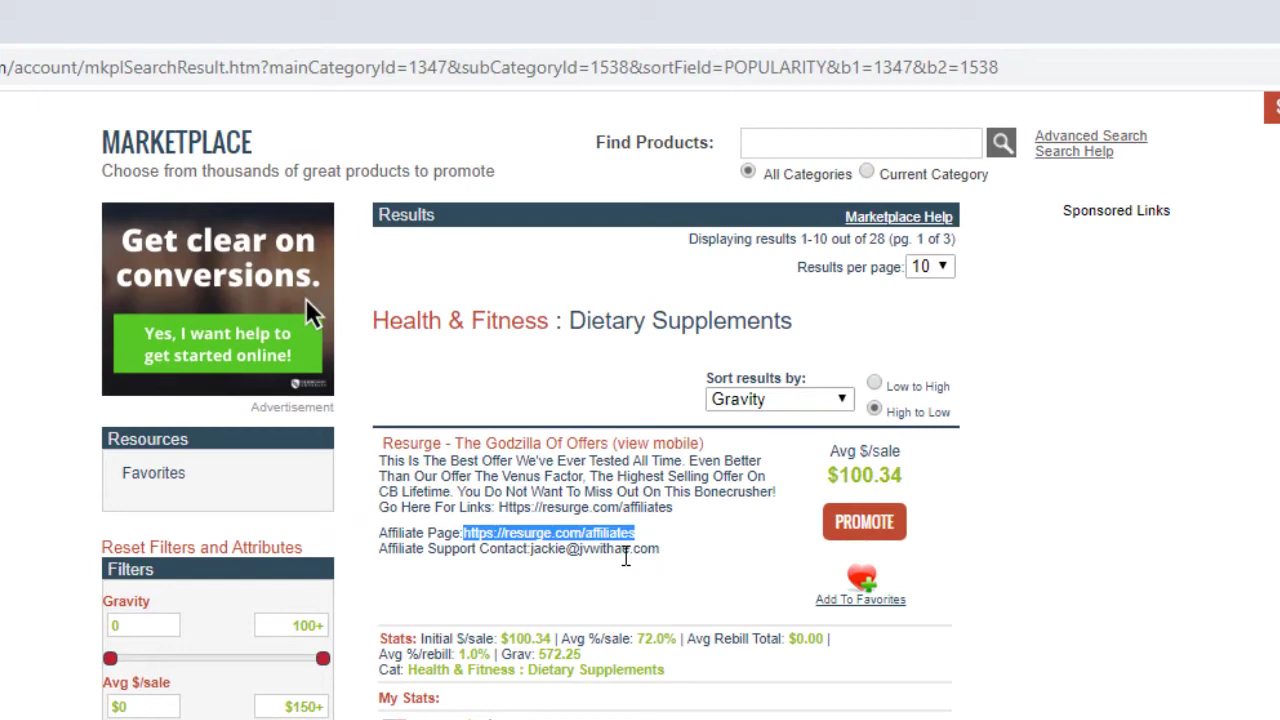 /account/mkplSearchResult.htm?mainCategoryId=1347&subCategoryId=1538&sortField=POPULARITY&b1=1347&b2=1538
MARKETPLACE
Choose from thousands of great products to promote
Find Products:
Advanced Search
Search Help
All Categories
Current Category
Get clear on
conversions.
Yes, I want help to
get started online!
Advertisement
Resources
Favorites
Reset Filters and Attributes
Filters
Gravity
0
100+
Avg $/sale
$0
$150+
Results
Marketplace Help
Displaying results 1-10 out of 28 (pg. 1 of 3)
Results per page: 10
Health & Fitness : Dietary Supplements
Sort results by:
Gravity
Low to High
High to Low
Resurge - The Godzilla Of Offers (view mobile)
This Is The Best Offer We've Ever Tested All Time. Even Better
Than Our Offer The Venus Factor, The Highest Selling Offer On
CB Lifetime. You Do Not Want To Miss Out On This Bonecrusher!
Go Here For Links: Https://resurge.com/affiliates
Affiliate Page:https://resurge.com/affiliates
Affiliate Support Contact:
Avg $/sale
$100.34
PROMOTE
Add To Favorites
Stats: Initial $/sale: $100.34 | Avg %/sale: 72.0% | Avg Rebill Total: $0.00 |
Avg %/rebill: 1.0% | Grav: 572.25
Cat: Health & Fitness : Dietary Supplements
My Stats:
Sponsored Links